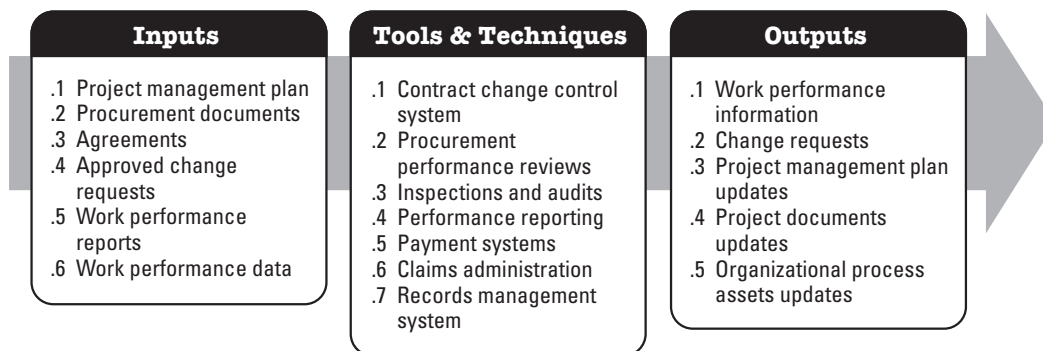 Inputs
.1 Project management plan
.2 Procurement documents
.3 Agreements
.4 Approved change
requests
.5 Work performance
reports
.6 Work performance data
Tools & Techniques
.1 Contract change control
system
.2 Procurement
performance reviews
.3 Inspections and audits
.4 Performance reporting
.5 Payment systems
.6 Claims administration
.7 Records management
system
Outputs
.1 Work performance
information
.2 Change requests
.3 Project management plan
updates
.4 Project documents
updates
.5 Organizational process
assets updates